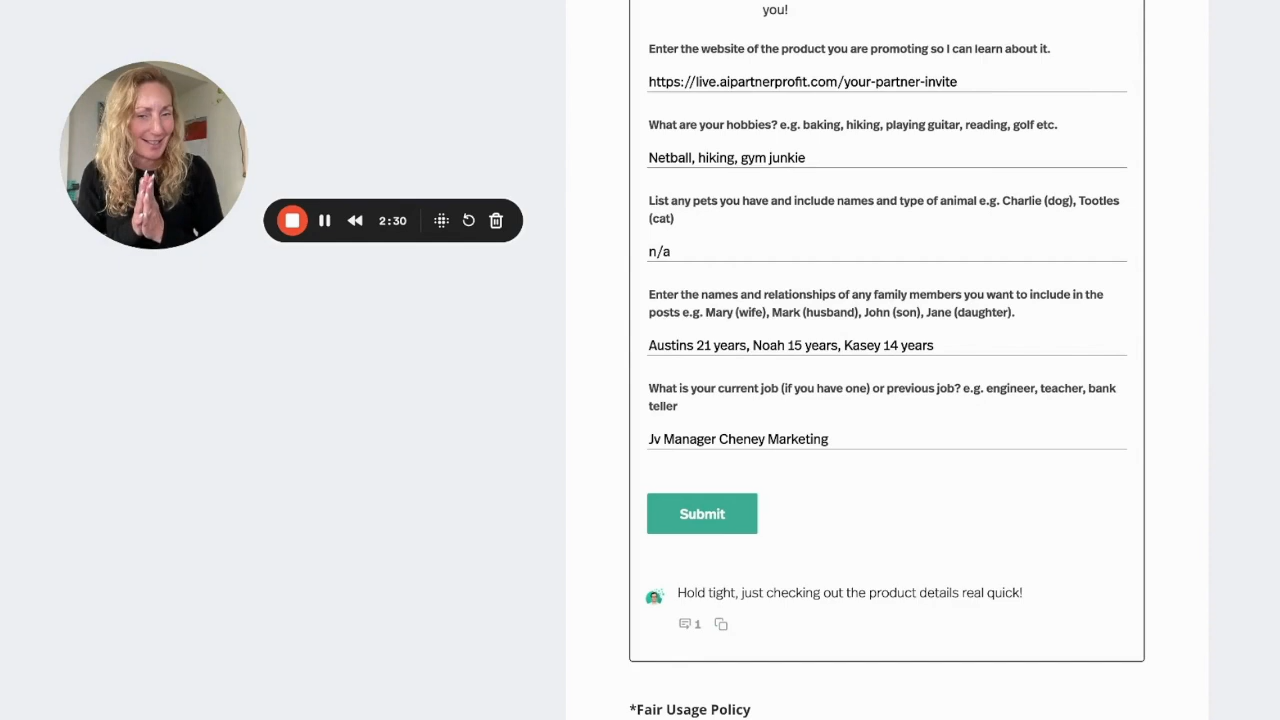 you!
Enter the website of the product you are promoting so I can learn about it.
https://live.aipartnerprofit.com/your-partner-invite
What are your hobbies? e.g. baking, hiking, playing guitar, reading, golf etc.
Netball, hiking, gym junkie
List any pets you have and include names and type of animal e.g. Charlie (dog), Tootles
(cat)
n/a
Enter the names and relationships of any family members you want to include in the
posts e.g. Mary (wife), Mark (husband), John (son), Jane (daughter).
Austins 21 years, Noah 15 years, Kasey 14 years
What is your current job (if you have one) or previous job? e.g. engineer, teacher, bank
teller
Jv Manager Cheney Marketing
Submit
Hold tight, just checking out the product details real quick!
1
*Fair Usage Policy
2:30